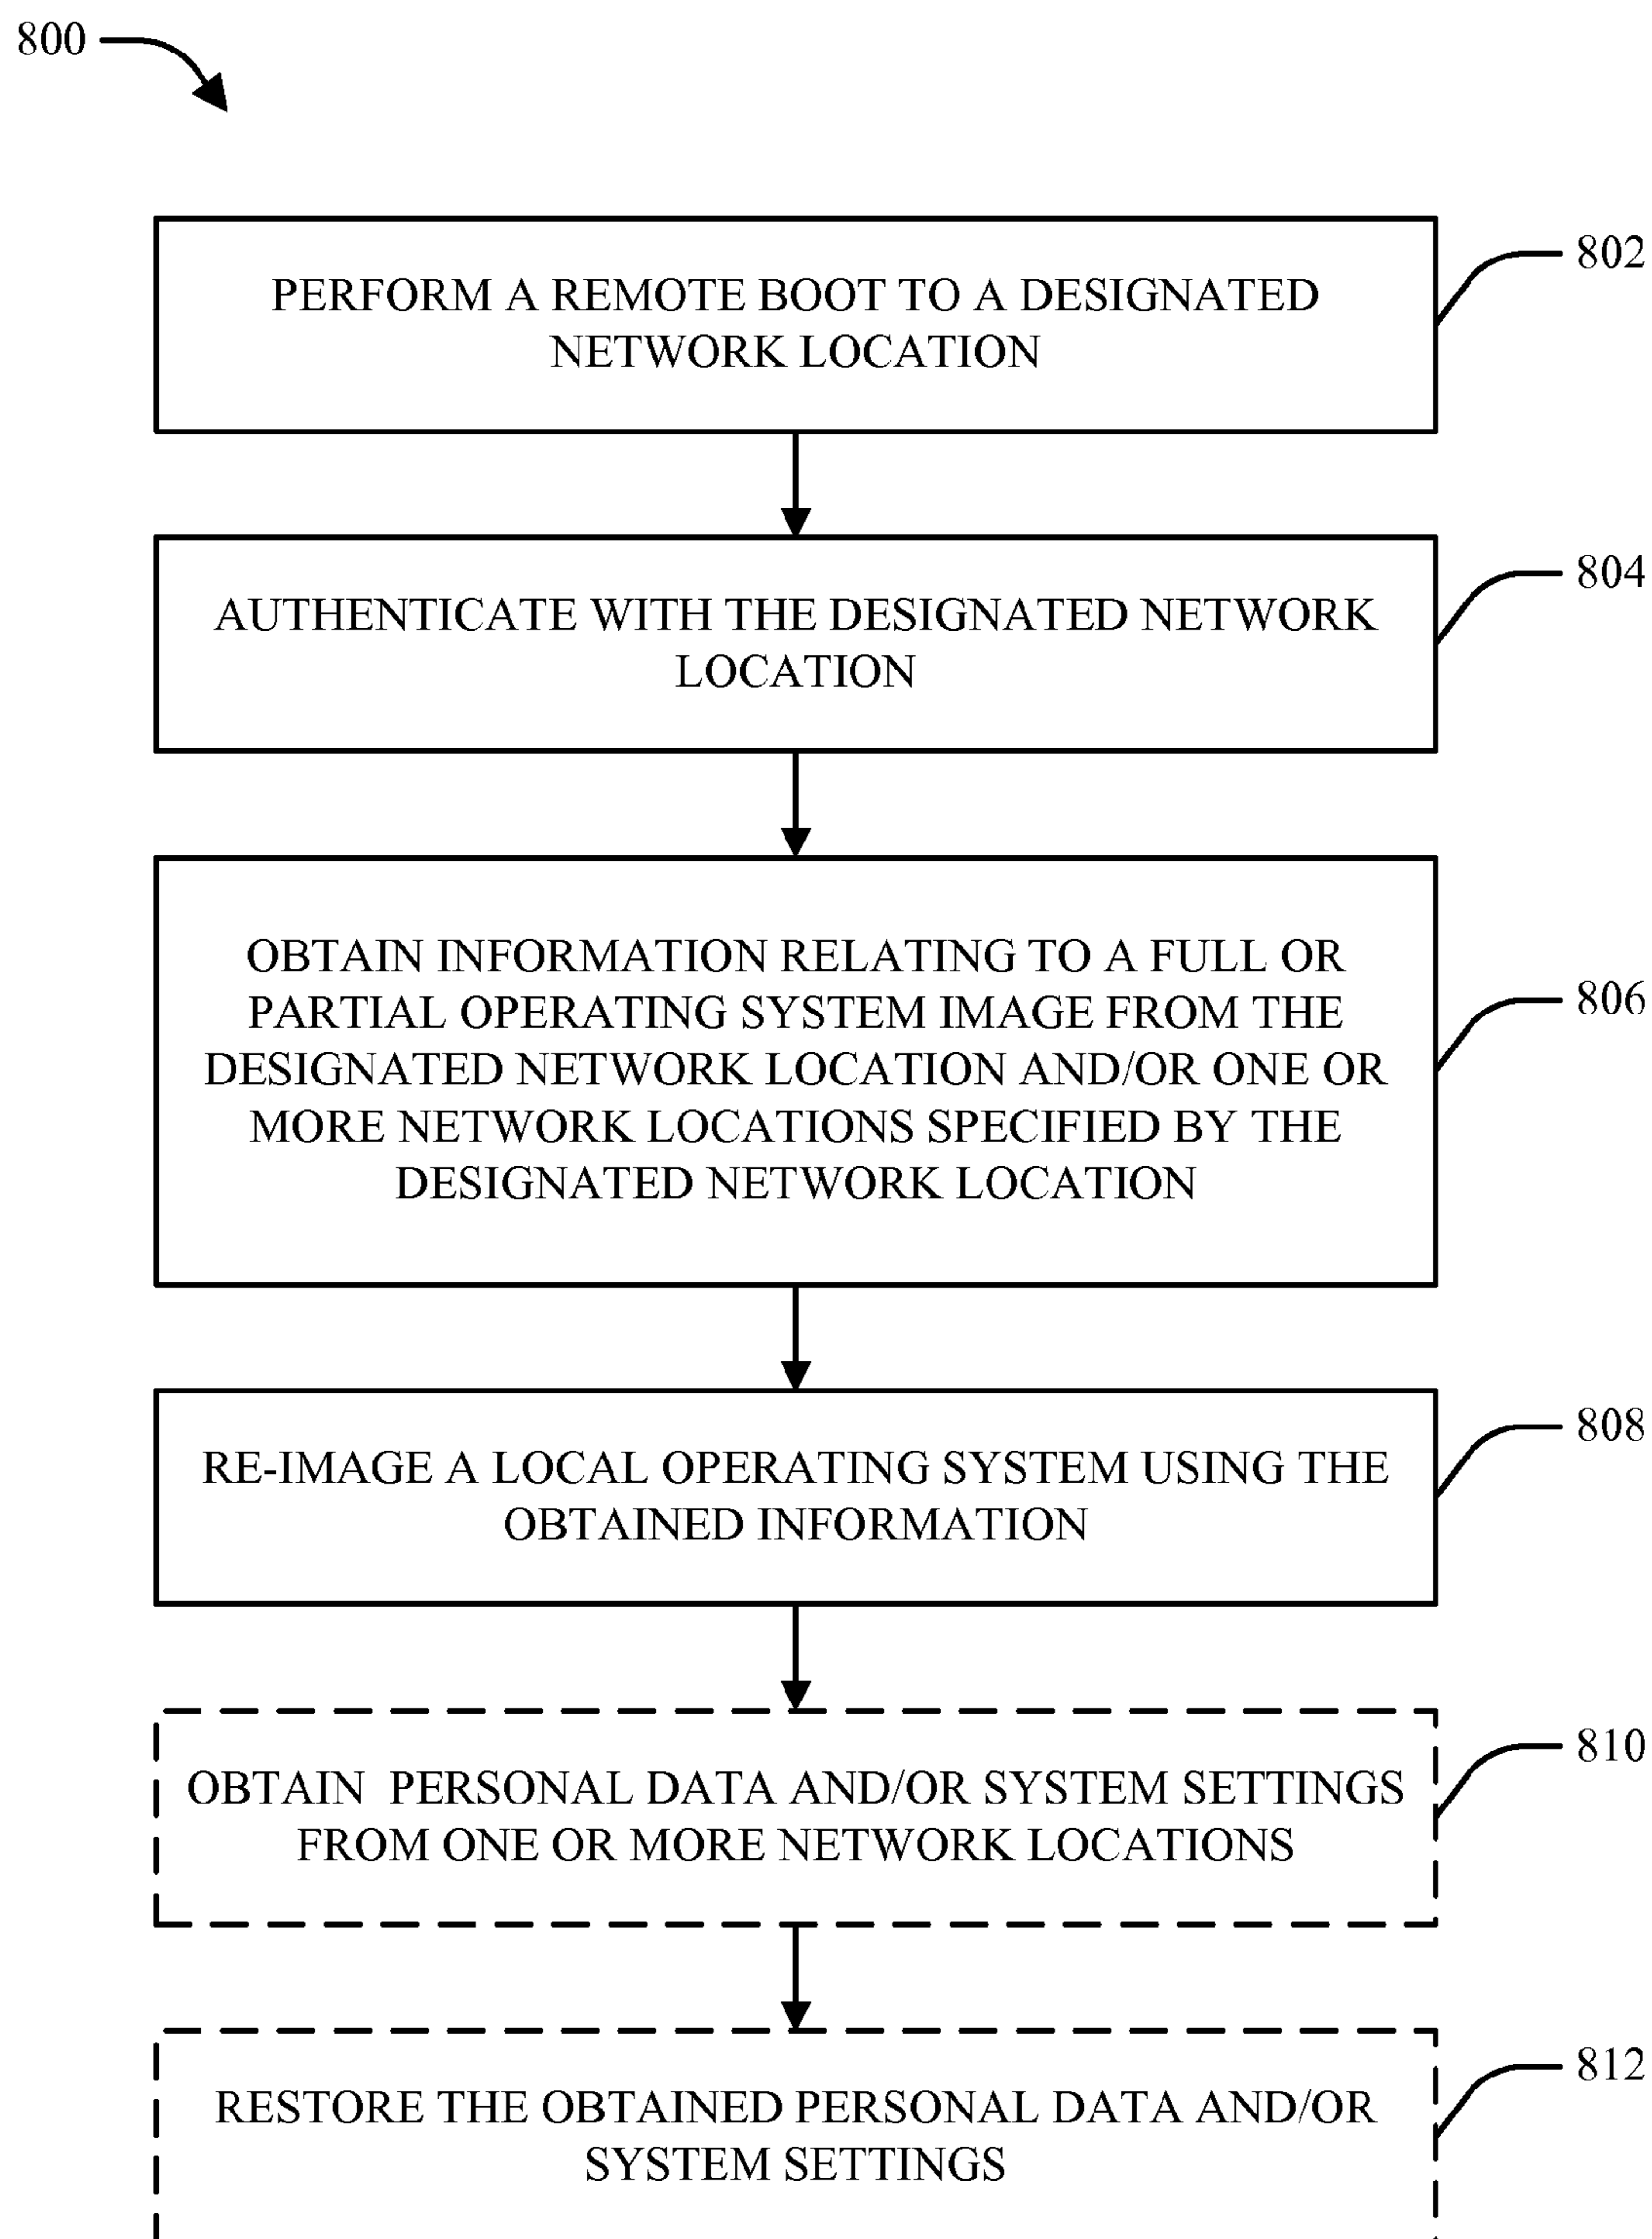 800
802
PERFORM A REMOTE BOOT TO A DESIGNATED
NETWORK LOCATION
804
AUTHENTICATE WITH THE DESIGNATED NETWORK
LOCATION
806
OBTAIN INFORMATION RELATING TO A FULL OR
PARTIAL OPERATING SYSTEM IMAGE FROM THE
DESIGNATED NETWORK LOCATION AND/OR ONE OR
MORE NETWORK LOCATIONS SPECIFIED BY THE
DESIGNATED NETWORK LOCATION
808
RE-IMAGE A LOCAL OPERATING SYSTEM USING THE
OBTAINED INFORMATION
810
OBTAIN PERSONAL DATA AND/OR SYSTEM SETTINGS
FROM ONE OR MORE NETWORK LOCATIONS
812
RESTORE THE OBTAINED PERSONAL DATA AND/OR
SYSTEM SETTINGS